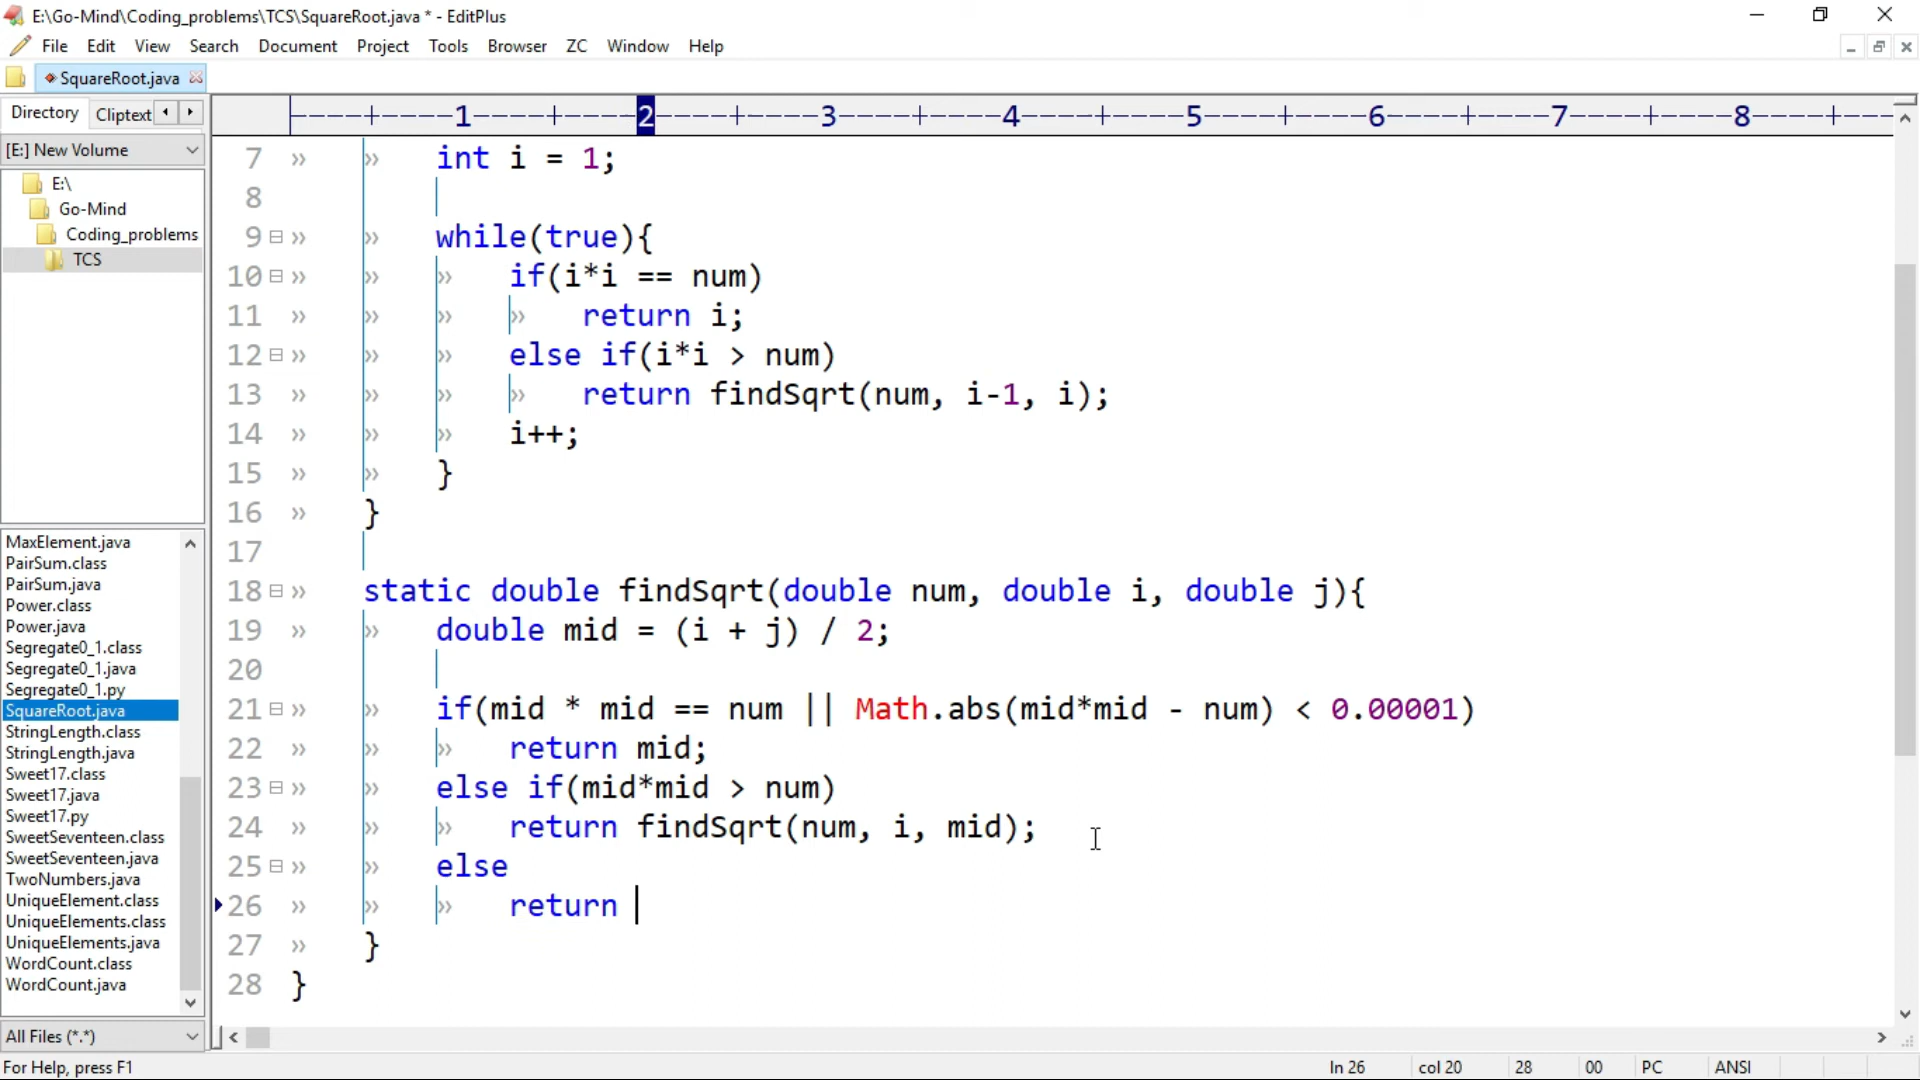 E:\Go-Mind\Coding_problems\TCS\SquareRoot.java * - EditPlus
File Edit View Search Document Project Tools Browser ZC Window Help
SquareRoot.java
Directory Cliptext
[E:] New Volume
E:\
Go-Mind
Coding_problems
TCS
MaxElement.java
PairSum.class
PairSum.java
Power.class
Power.java
Segregate0_1.class
Segregate0_1.java
Segregate0_1.py
SquareRoot.java
StringLength.class
StringLength.java
Sweet17.class
Sweet17.java
Sweet17.py
SweetSeventeen.class
SweetSeventeen.java
TwoNumbers.java
UniqueElement.class
UniqueElements.class
UniqueElements.java
WordCount.class
WordCount.java
All Files (*.*)
----+----1----+----2----+----3----+----4----+----5----+----6----+----7----+----8----+---
7 int i = 1;
8
9 while(true){
10 if(i*i == num)
11 return i;
12 else if(i*i > num)
13 return findSqrt(num, i-1, i);
14 i++;
15 }
16 }
17
18 static double findSqrt(double num, double i, double j){
19 double mid = (i + j) / 2;
20
21 if(mid * mid == num || Math.abs(mid*mid - num) < 0.00001)
22 return mid;
23 else if(mid*mid > num)
24 return findSqrt(num, i, mid);
25 else
26 return
27 }
28 }
For Help, press F1 ln 26 col 20 28 00 PC ANSI